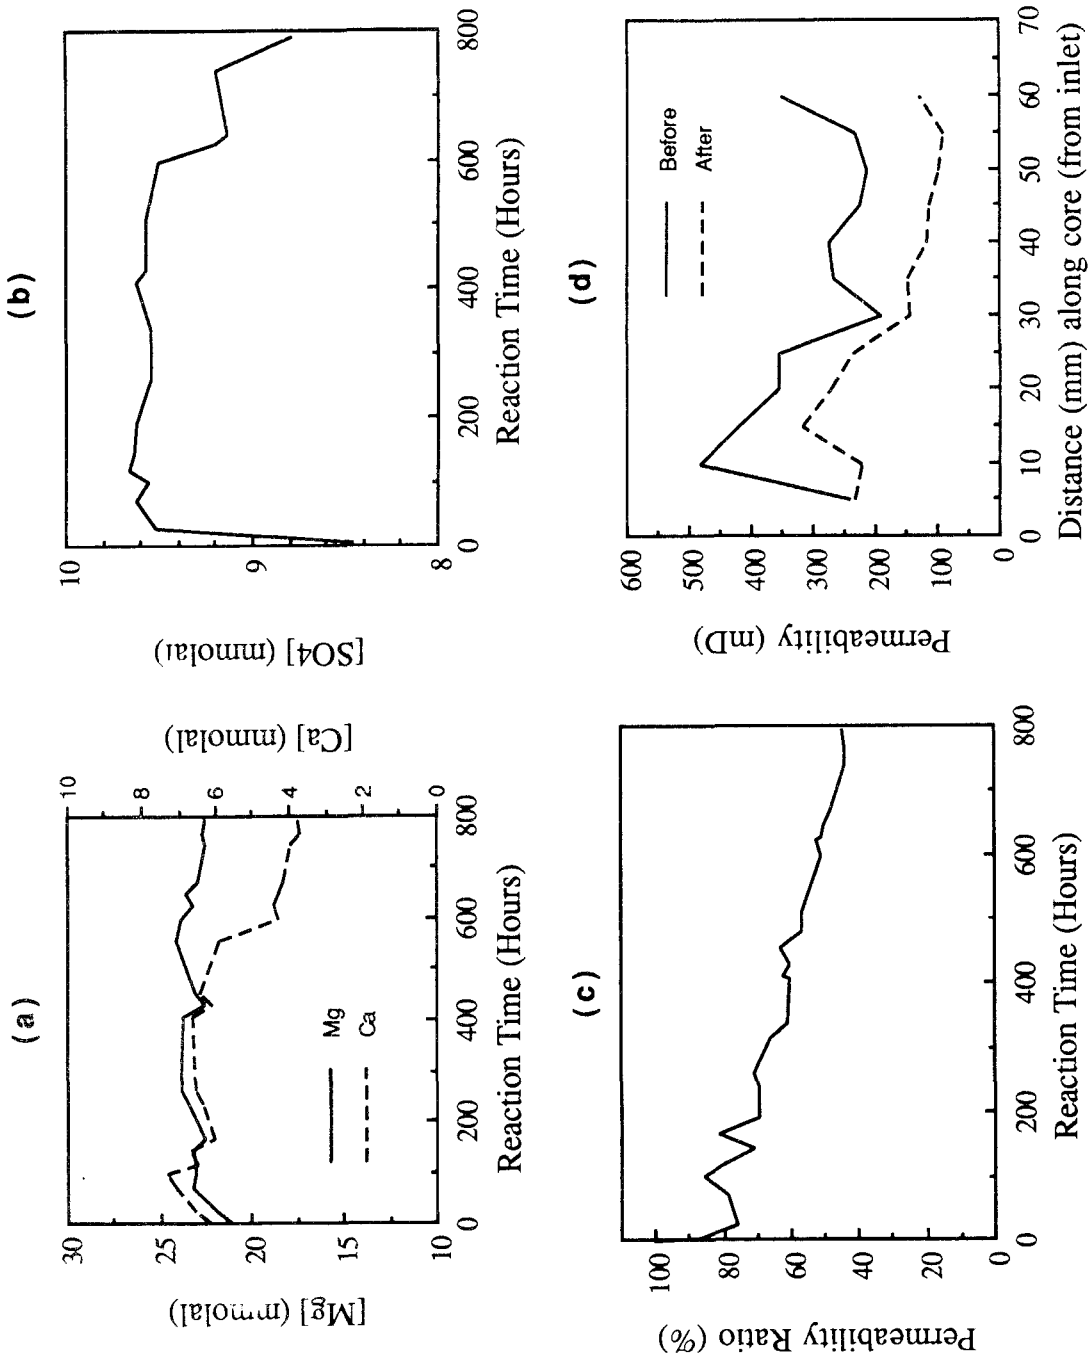 (a)
[Mg] (mmolal)
30
25
20
15
10
[Ca] (mmolal)
10
8
6
4
2
0
Mg
Ca
0 200 400 600 800
Reaction Time (Hours)
(b)
[SO4] (mmolal)
10
9
8
0 200 400 600 800
Reaction Time (Hours)
(c)
Permeability Ratio (%)
100
80
60
40
20
0
0 200 400 600 800
Reaction Time (Hours)
(d)
Permeability (mD)
600
500
400
300
200
100
0
Before
After
0 10 20 30 40 50 60 70
Distance (mm) along core (from inlet)